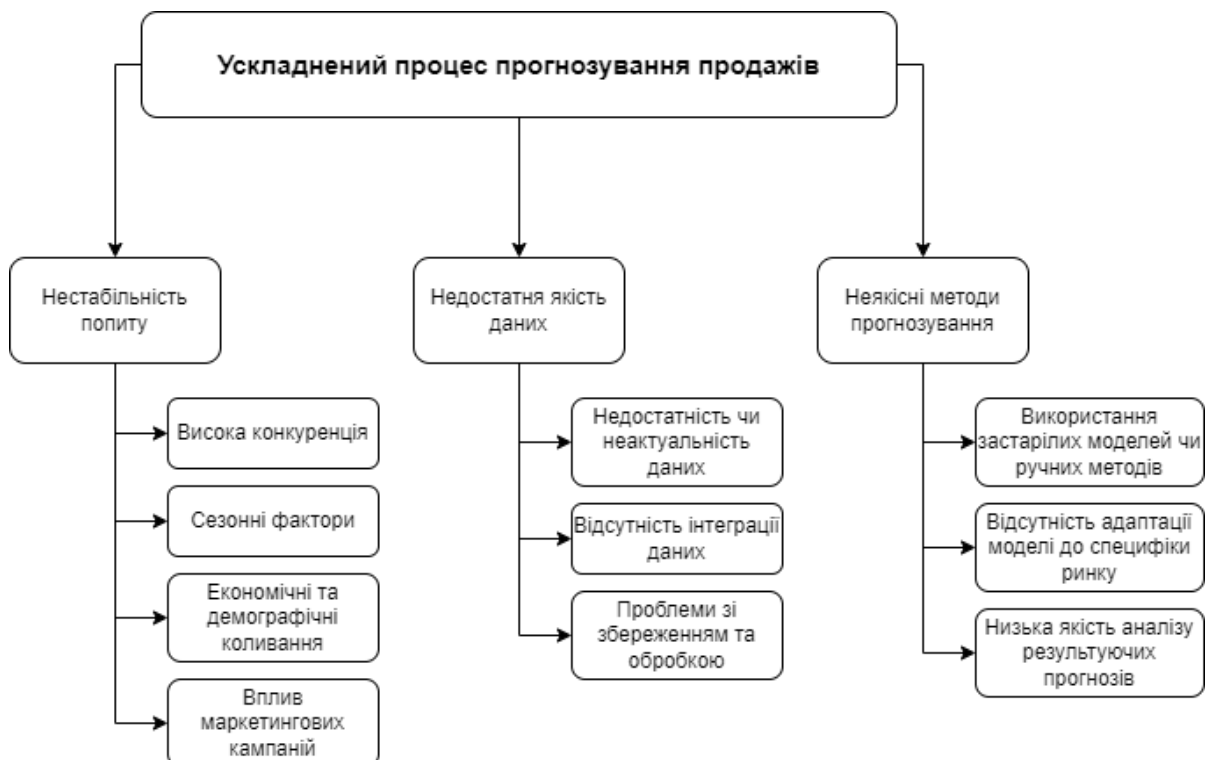 Ускладнений процес прогнозування продажів
Нестабільність
попиту
Висока конкуренція
Сезонні фактори
Економічні та
демографічні
коливання
Вплив
маркетингових
кампаній
Недостатня якість
даних
Недостатність чи
неактуальність
даних
Відсутність інтеграції
даних
Проблеми зі
збереженням та
обробкою
Неякісні методи
прогнозування
Використання
застарілих моделей чи
ручних методів
Відсутність адаптації
моделі до специфіки
ринку
Низька якість аналізу
результуючих
прогнозів